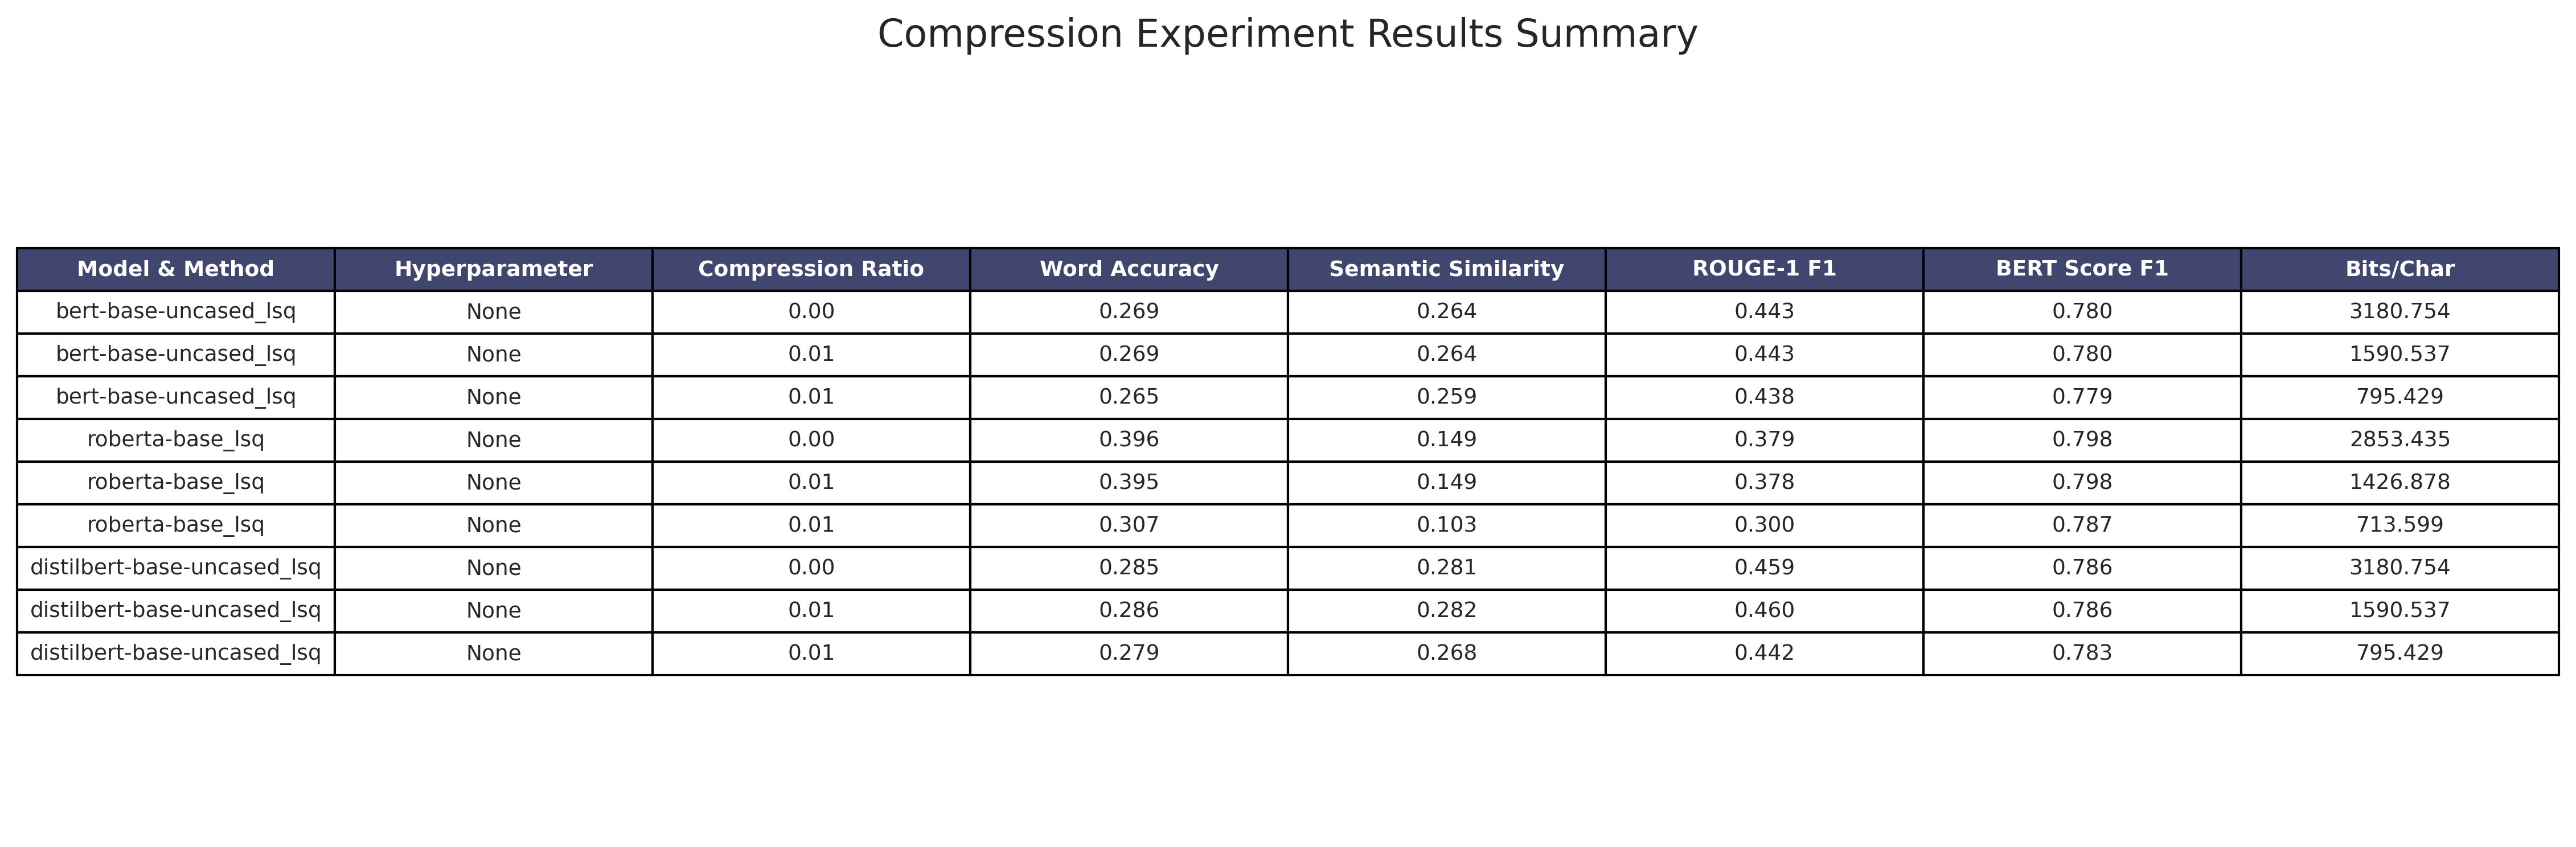 Compression Experiment Results Summary
Model & Method Hyperparameter Compression Ratio Word Accuracy Semantic Similarity ROUGE-1 F1 BERT Score F1 Bits/Char
bert-base-uncased_lsq None 0.00 0.269 0.264 0.443 0.780 3180.754
bert-base-uncased_lsq None 0.01 0.269 0.264 0.443 0.780 1590.537
bert-base-uncased_lsq None 0.01 0.265 0.259 0.438 0.779 795.429
roberta-base_lsq None 0.00 0.396 0.149 0.379 0.798 2853.435
roberta-base_lsq None 0.01 0.395 0.149 0.378 0.798 1426.878
roberta-base_lsq None 0.01 0.307 0.103 0.300 0.787 713.599
distilbert-base-uncased_lsq None 0.00 0.285 0.281 0.459 0.786 3180.754
distilbert-base-uncased_lsq None 0.01 0.286 0.282 0.460 0.786 1590.537
distilbert-base-uncased_lsq None 0.01 0.279 0.268 0.442 0.783 795.429